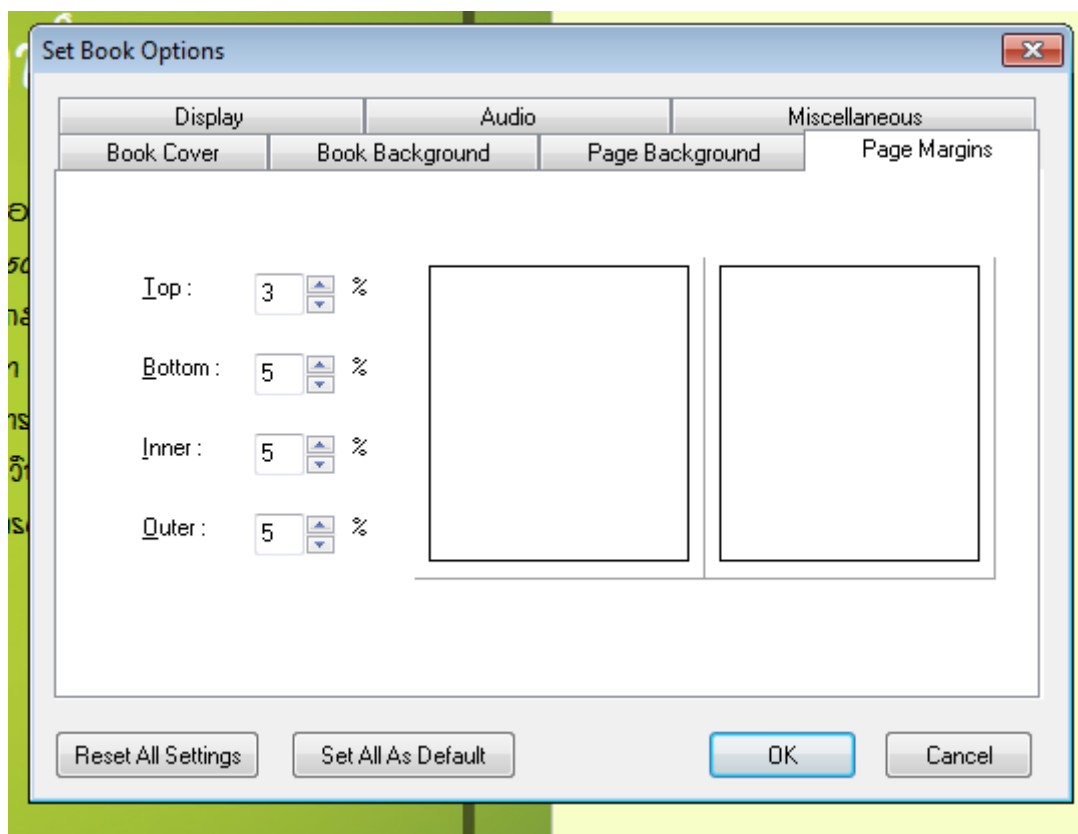 Set Book Options
Display Audio Miscellaneous
Book Cover Book Background Page Background Page Margins
Top : 3 %
Bottom : 5 %
Inner : 5 %
Outer : 5 %
Reset All Settings Set All As Default OK Cancel